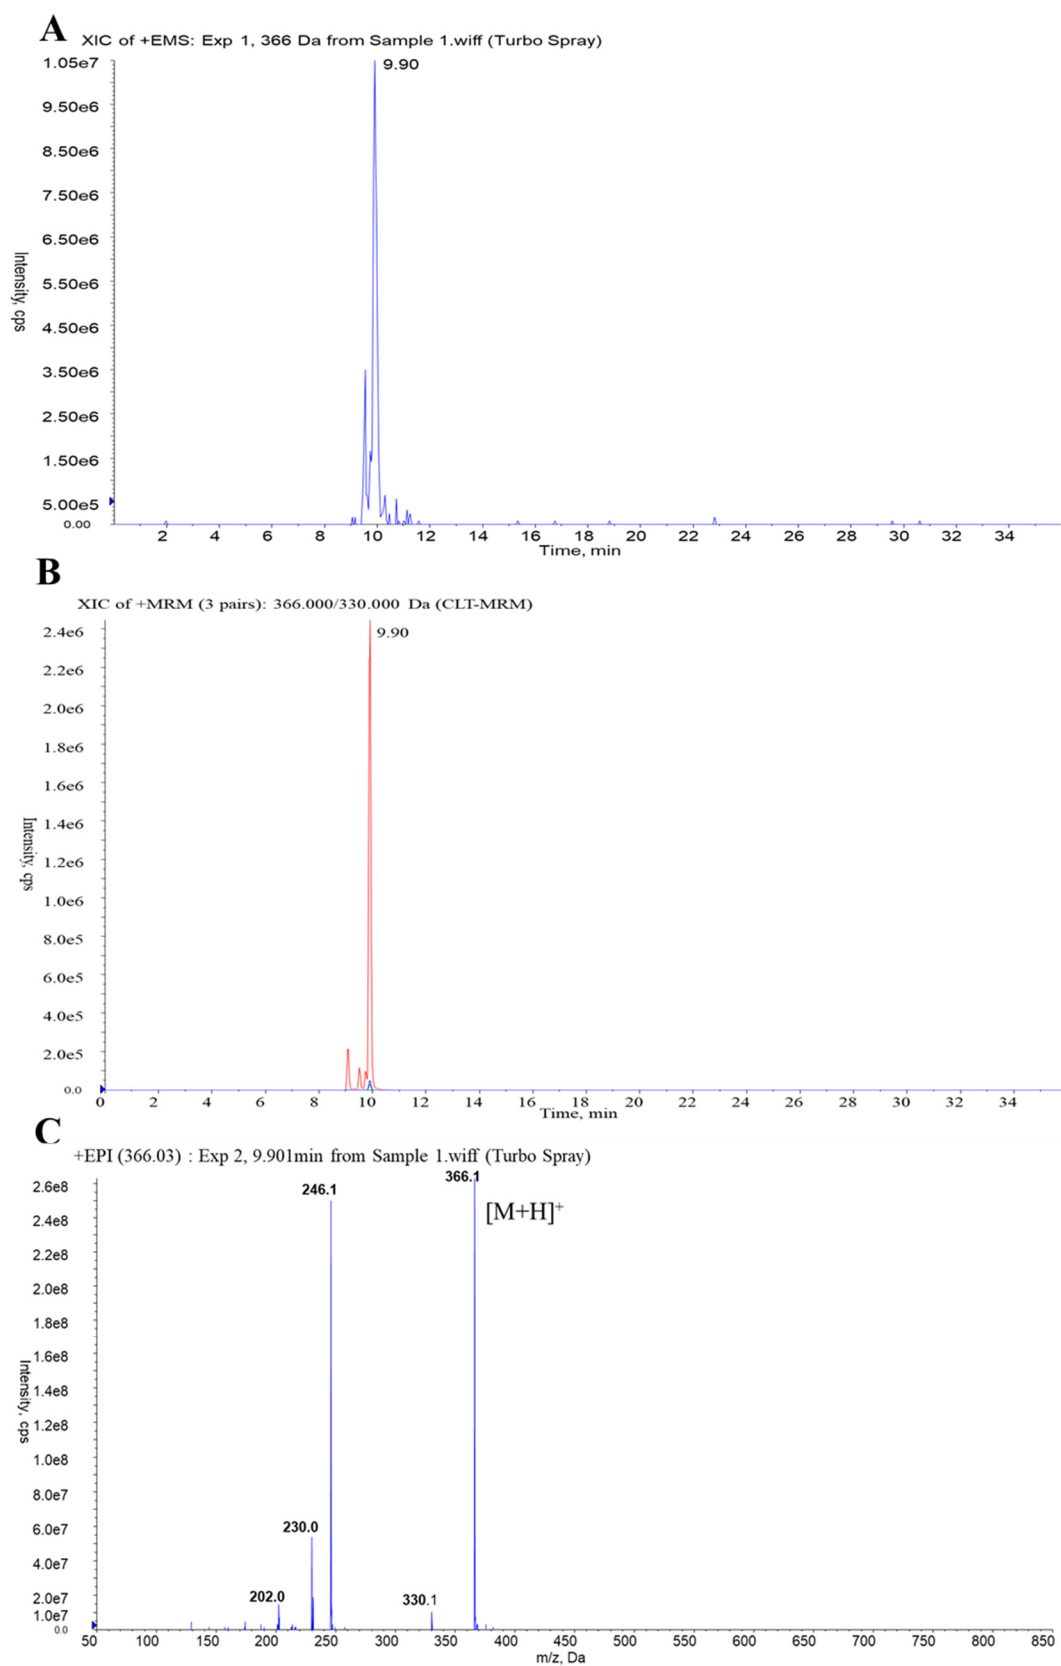 A
XIC of +EMS: Exp 1, 366 Da from Sample 1.wiff (Turbo Spray)
1.05e7
9.90
9.50e6
8.50e6
7.50e6
6.50e6
5.50e6
4.50e6
3.50e6
2.50e6
1.50e6
5.00e5
0.00
Intensity, cps
2 4 6 8 10 12 14 16 18 20 22 24 26 28 30 32 34
Time, min
B
XIC of +MRM (3 pairs): 366.000/330.000 Da (CLT-MRM)
2.4e6
9.90
2.2e6
2.0e6
1.8e6
1.6e6
1.4e6
1.2e6
1.0e6
8.0e5
6.0e5
4.0e5
2.0e5
0.0
Intensity, cps
0 2 4 6 8 10 12 14 16 18 20 22 24 26 28 30 32 34
Time, min
C
+EPI (366.03) : Exp 2, 9.901min from Sample 1.wiff (Turbo Spray)
366.1
2.6e8
246.1
[M+H]+
2.4e8
2.2e8
2.0e8
1.8e8
1.6e8
1.4e8
1.2e8
1.0e8
8.0e7
6.0e7
230.0
4.0e7
2.0e7
202.0
330.1
1.0e7
0.0
Intensity, cps
50 100 150 200 250 300 350 400 450 500 550 600 650 700 750 800 850
m/z, Da